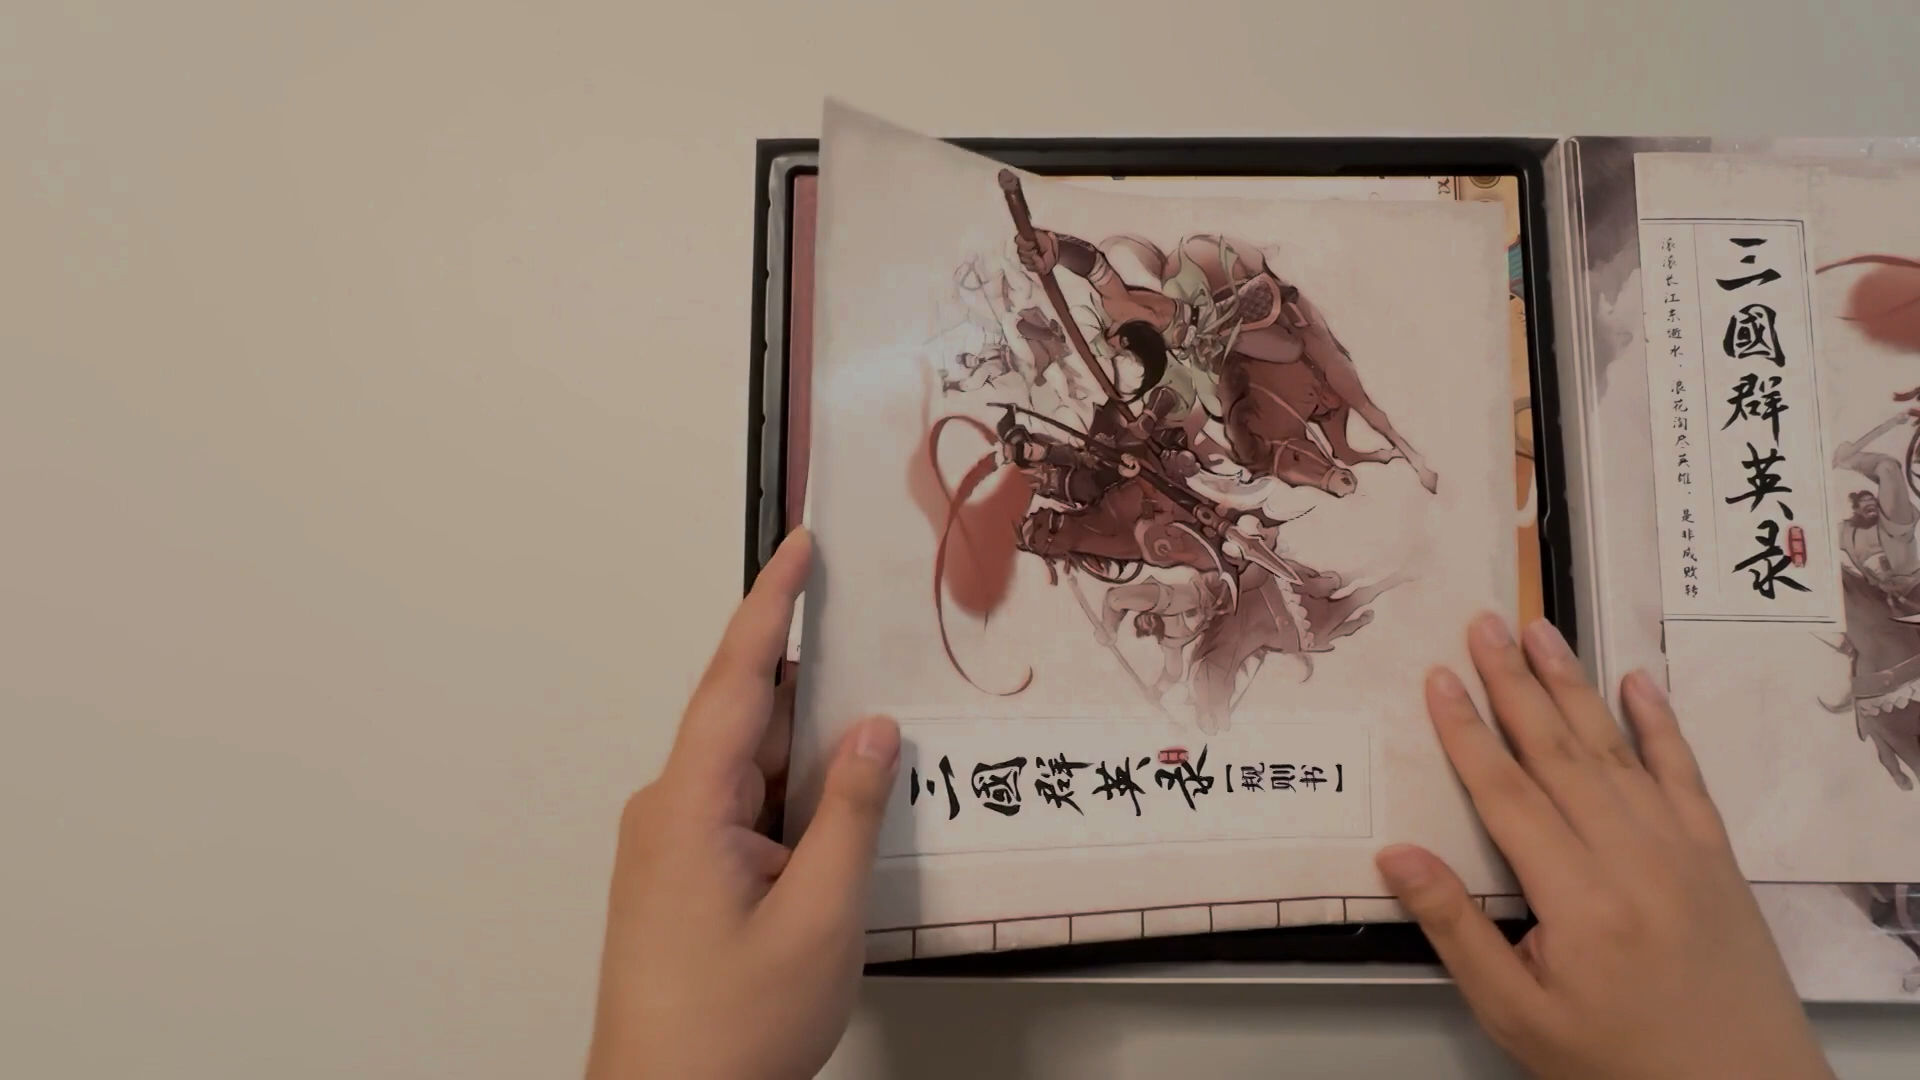 三國群英录
【规则书】
三國群英录
滚滚长江东逝水，浪花淘尽英雄。是非成败转
汉